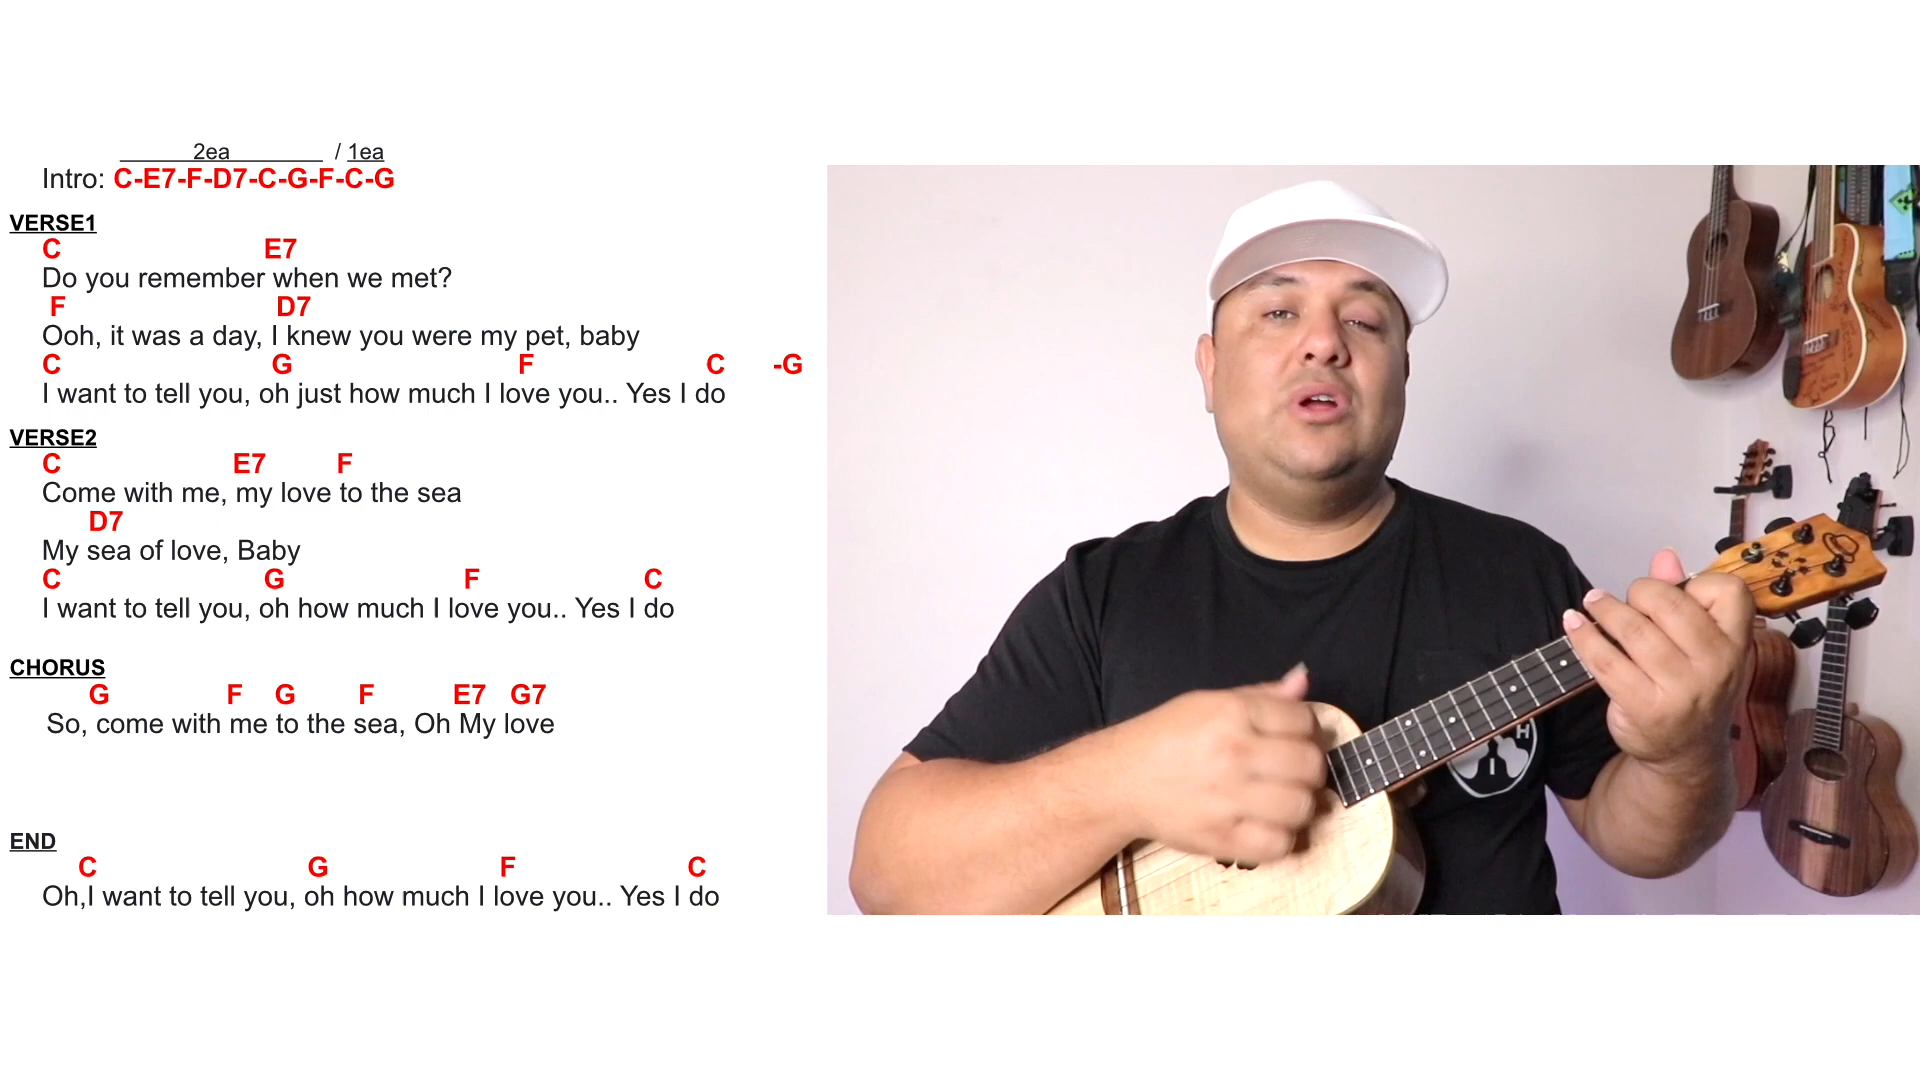 2ea / 1ea
Intro: C-E7-F-D7-C-G-F-C-G
VERSE1
C E7
Do you remember when we met?
F D7
Ooh, it was a day, I knew you were my pet, baby
C G F C -G
I want to tell you, oh just how much I love you.. Yes I do
VERSE2
C E7 F
Come with me, my love to the sea
D7
My sea of love, Baby
C G F C
I want to tell you, oh how much I love you.. Yes I do
CHORUS
G F G F E7 G7
So, come with me to the sea, Oh My love
END
C G F C
Oh,I want to tell you, oh how much I love you.. Yes I do
H
I